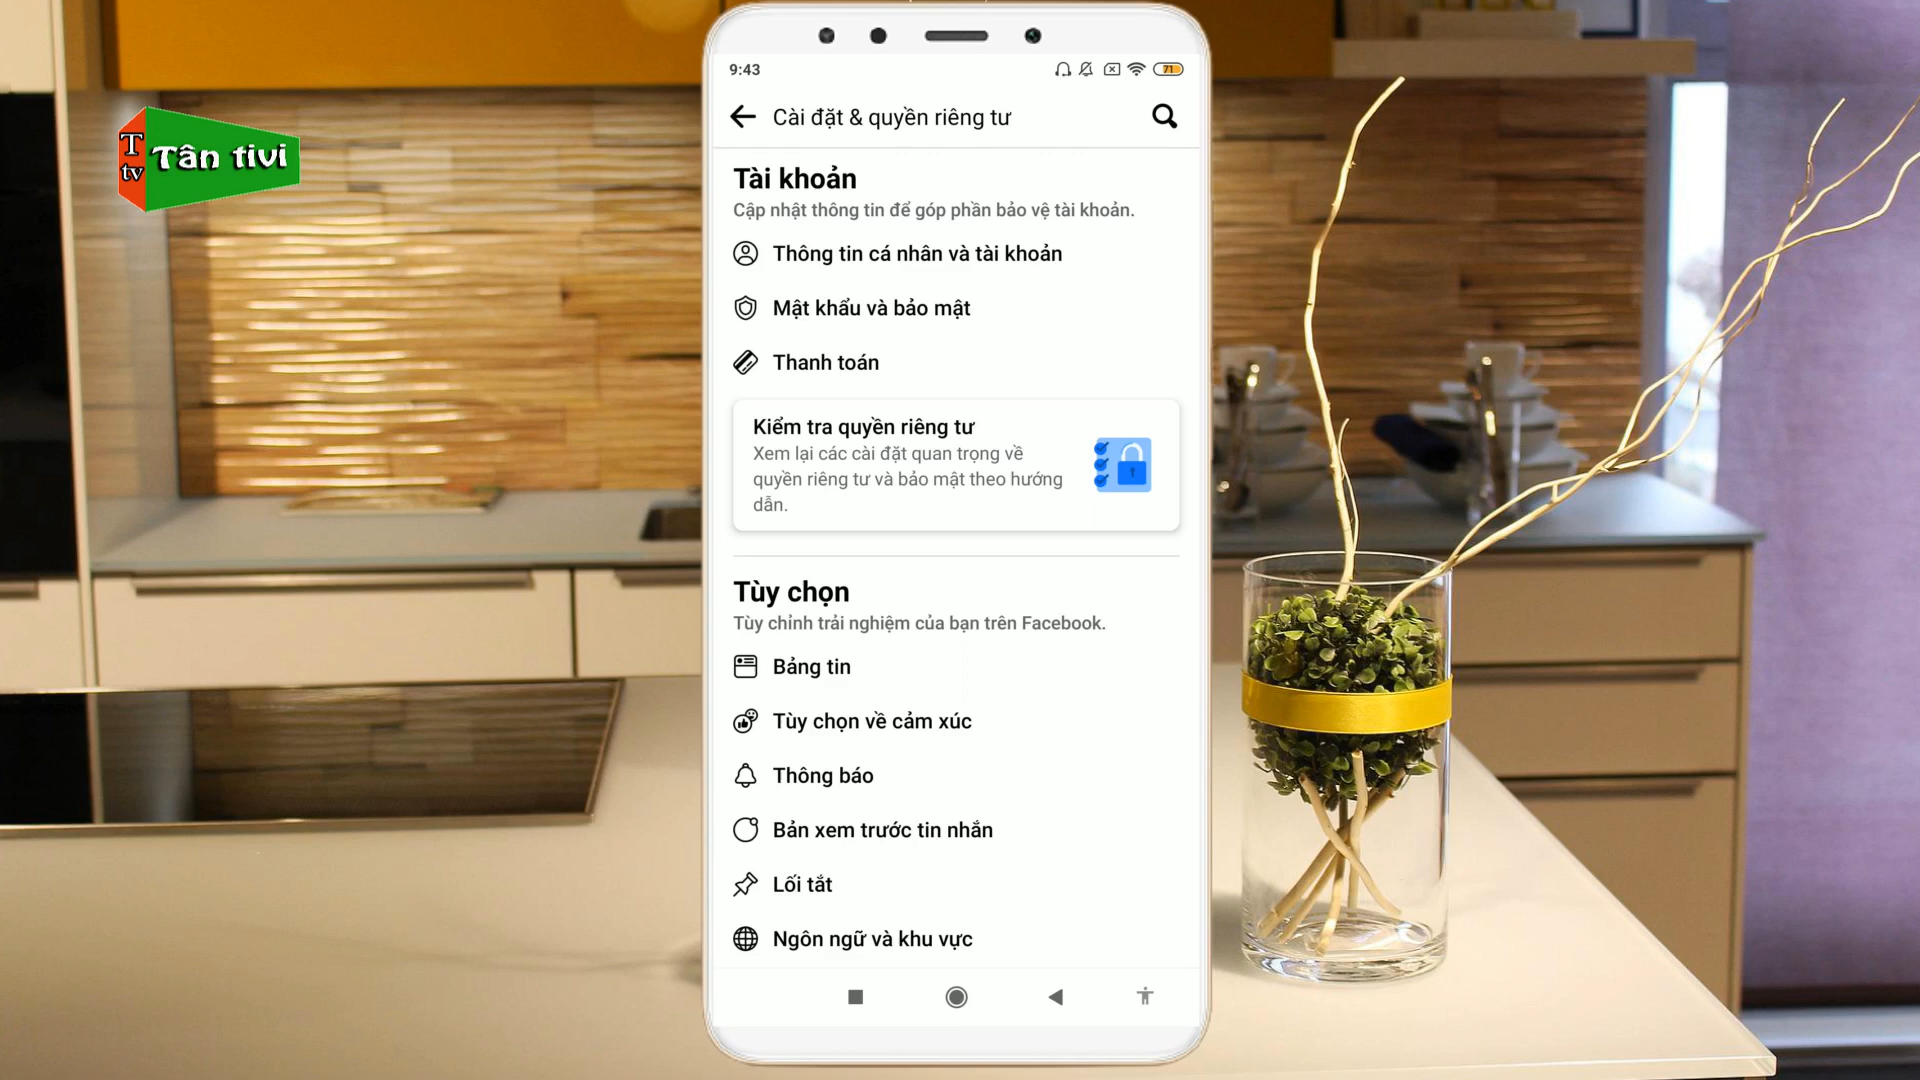 T
tv
Tân tivi
9:43
71
Cài đặt & quyền riêng tư
Tài khoản
Cập nhật thông tin để góp phần bảo vệ tài khoản.
Thông tin cá nhân và tài khoản
Mật khẩu và bảo mật
Thanh toán
Kiểm tra quyền riêng tư
Xem lại các cài đặt quan trọng về
quyền riêng tư và bảo mật theo hướng
dẫn.
Tùy chọn
Tùy chỉnh trải nghiệm của bạn trên Facebook.
Bảng tin
Tùy chọn về cảm xúc
Thông báo
Bản xem trước tin nhắn
Lối tắt
Ngôn ngữ và khu vực